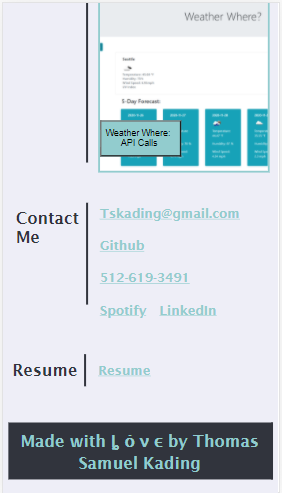 Weather Where?
5-Day Forecast:
Weather Where:
API Calls
Contact
Me
Tskading@gmail.com
Github
512-619-3491
Spotify LinkedIn
Resume
Resume
Made with ȴ ỏ ν ϵ by Thomas
Samuel Kading